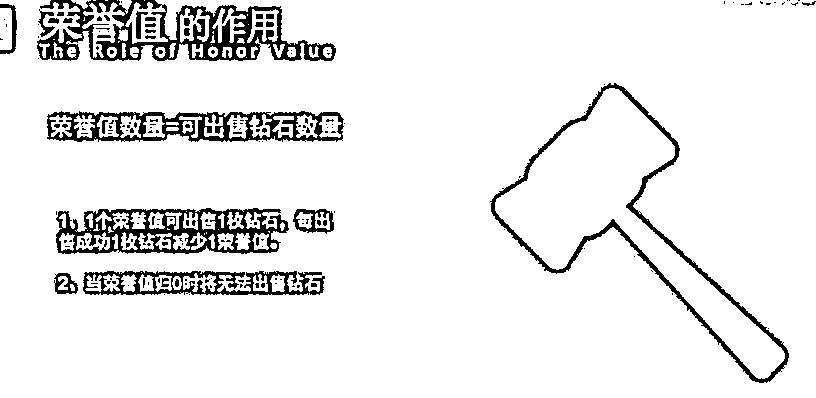 荣誉值 的作用
The Role of Honor Value
荣誉值数量=可出售钻石数量
1、1个荣誉值可出售1枚钻石，每出
售成功1枚钻石减少1荣誉值。
2、当荣誉值归0时将无法出售钻石